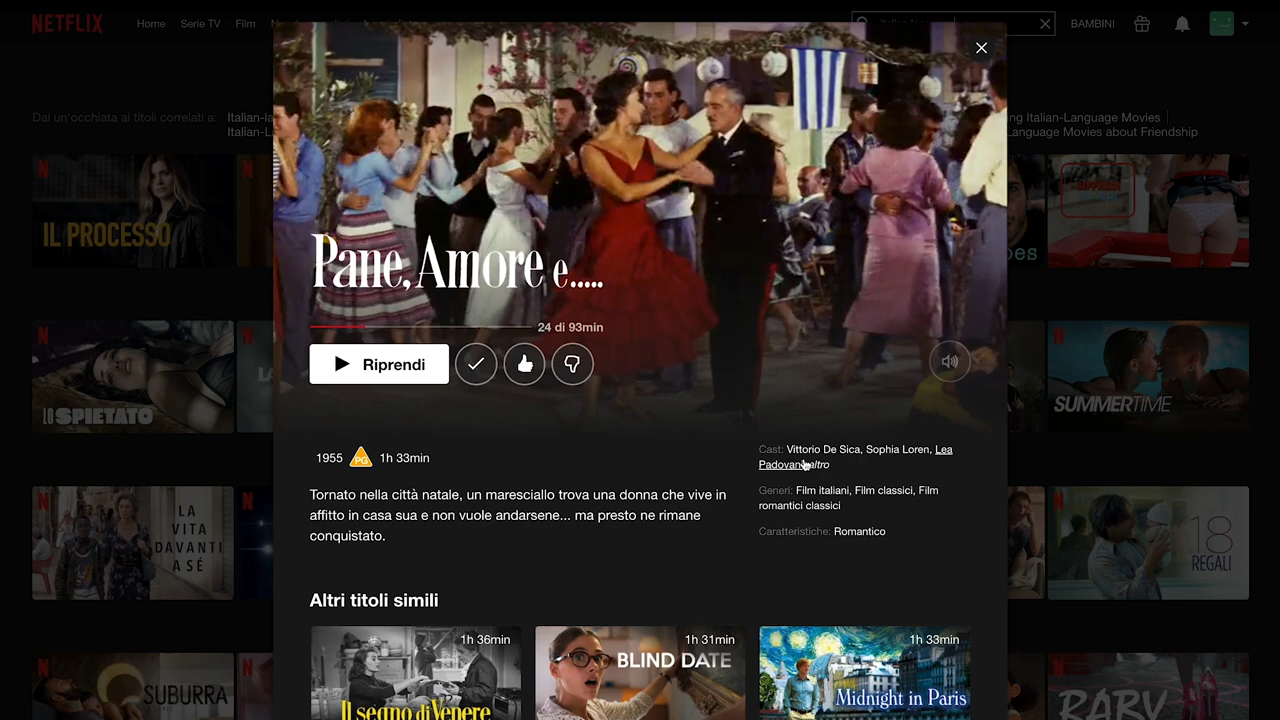 NETFLIX
Home
Serie TV
Film
BAMBINI
Dai un'occhiata ai titoli correlati a:
Italian-la
ng Italian-Language Movies
Italian-L
Language Movies about Friendship
IL PROCESSO
Pane, Amore e.....
24 di 93min
Riprendi
LO SPIETATO
SUMMERTIME
1955 PG 1h 33min
Cast: Vittorio De Sica, Sophia Loren, Lea
Padovani altro
Generi: Film italiani, Film classici, Film
romantici classici
Caratteristiche: Romantico
Tornato nella città natale, un maresciallo trova una donna che vive in
affitto in casa sua e non vuole andarsene... ma presto ne rimane
conquistato.
LA
VITA
DAVANTI
A SÉ
18
REGALI
Altri titoli simili
1h 36min
1h 31min
1h 33min
Il segno di Venere
BLIND DATE
Midnight in Paris
SUBURRA
BABY